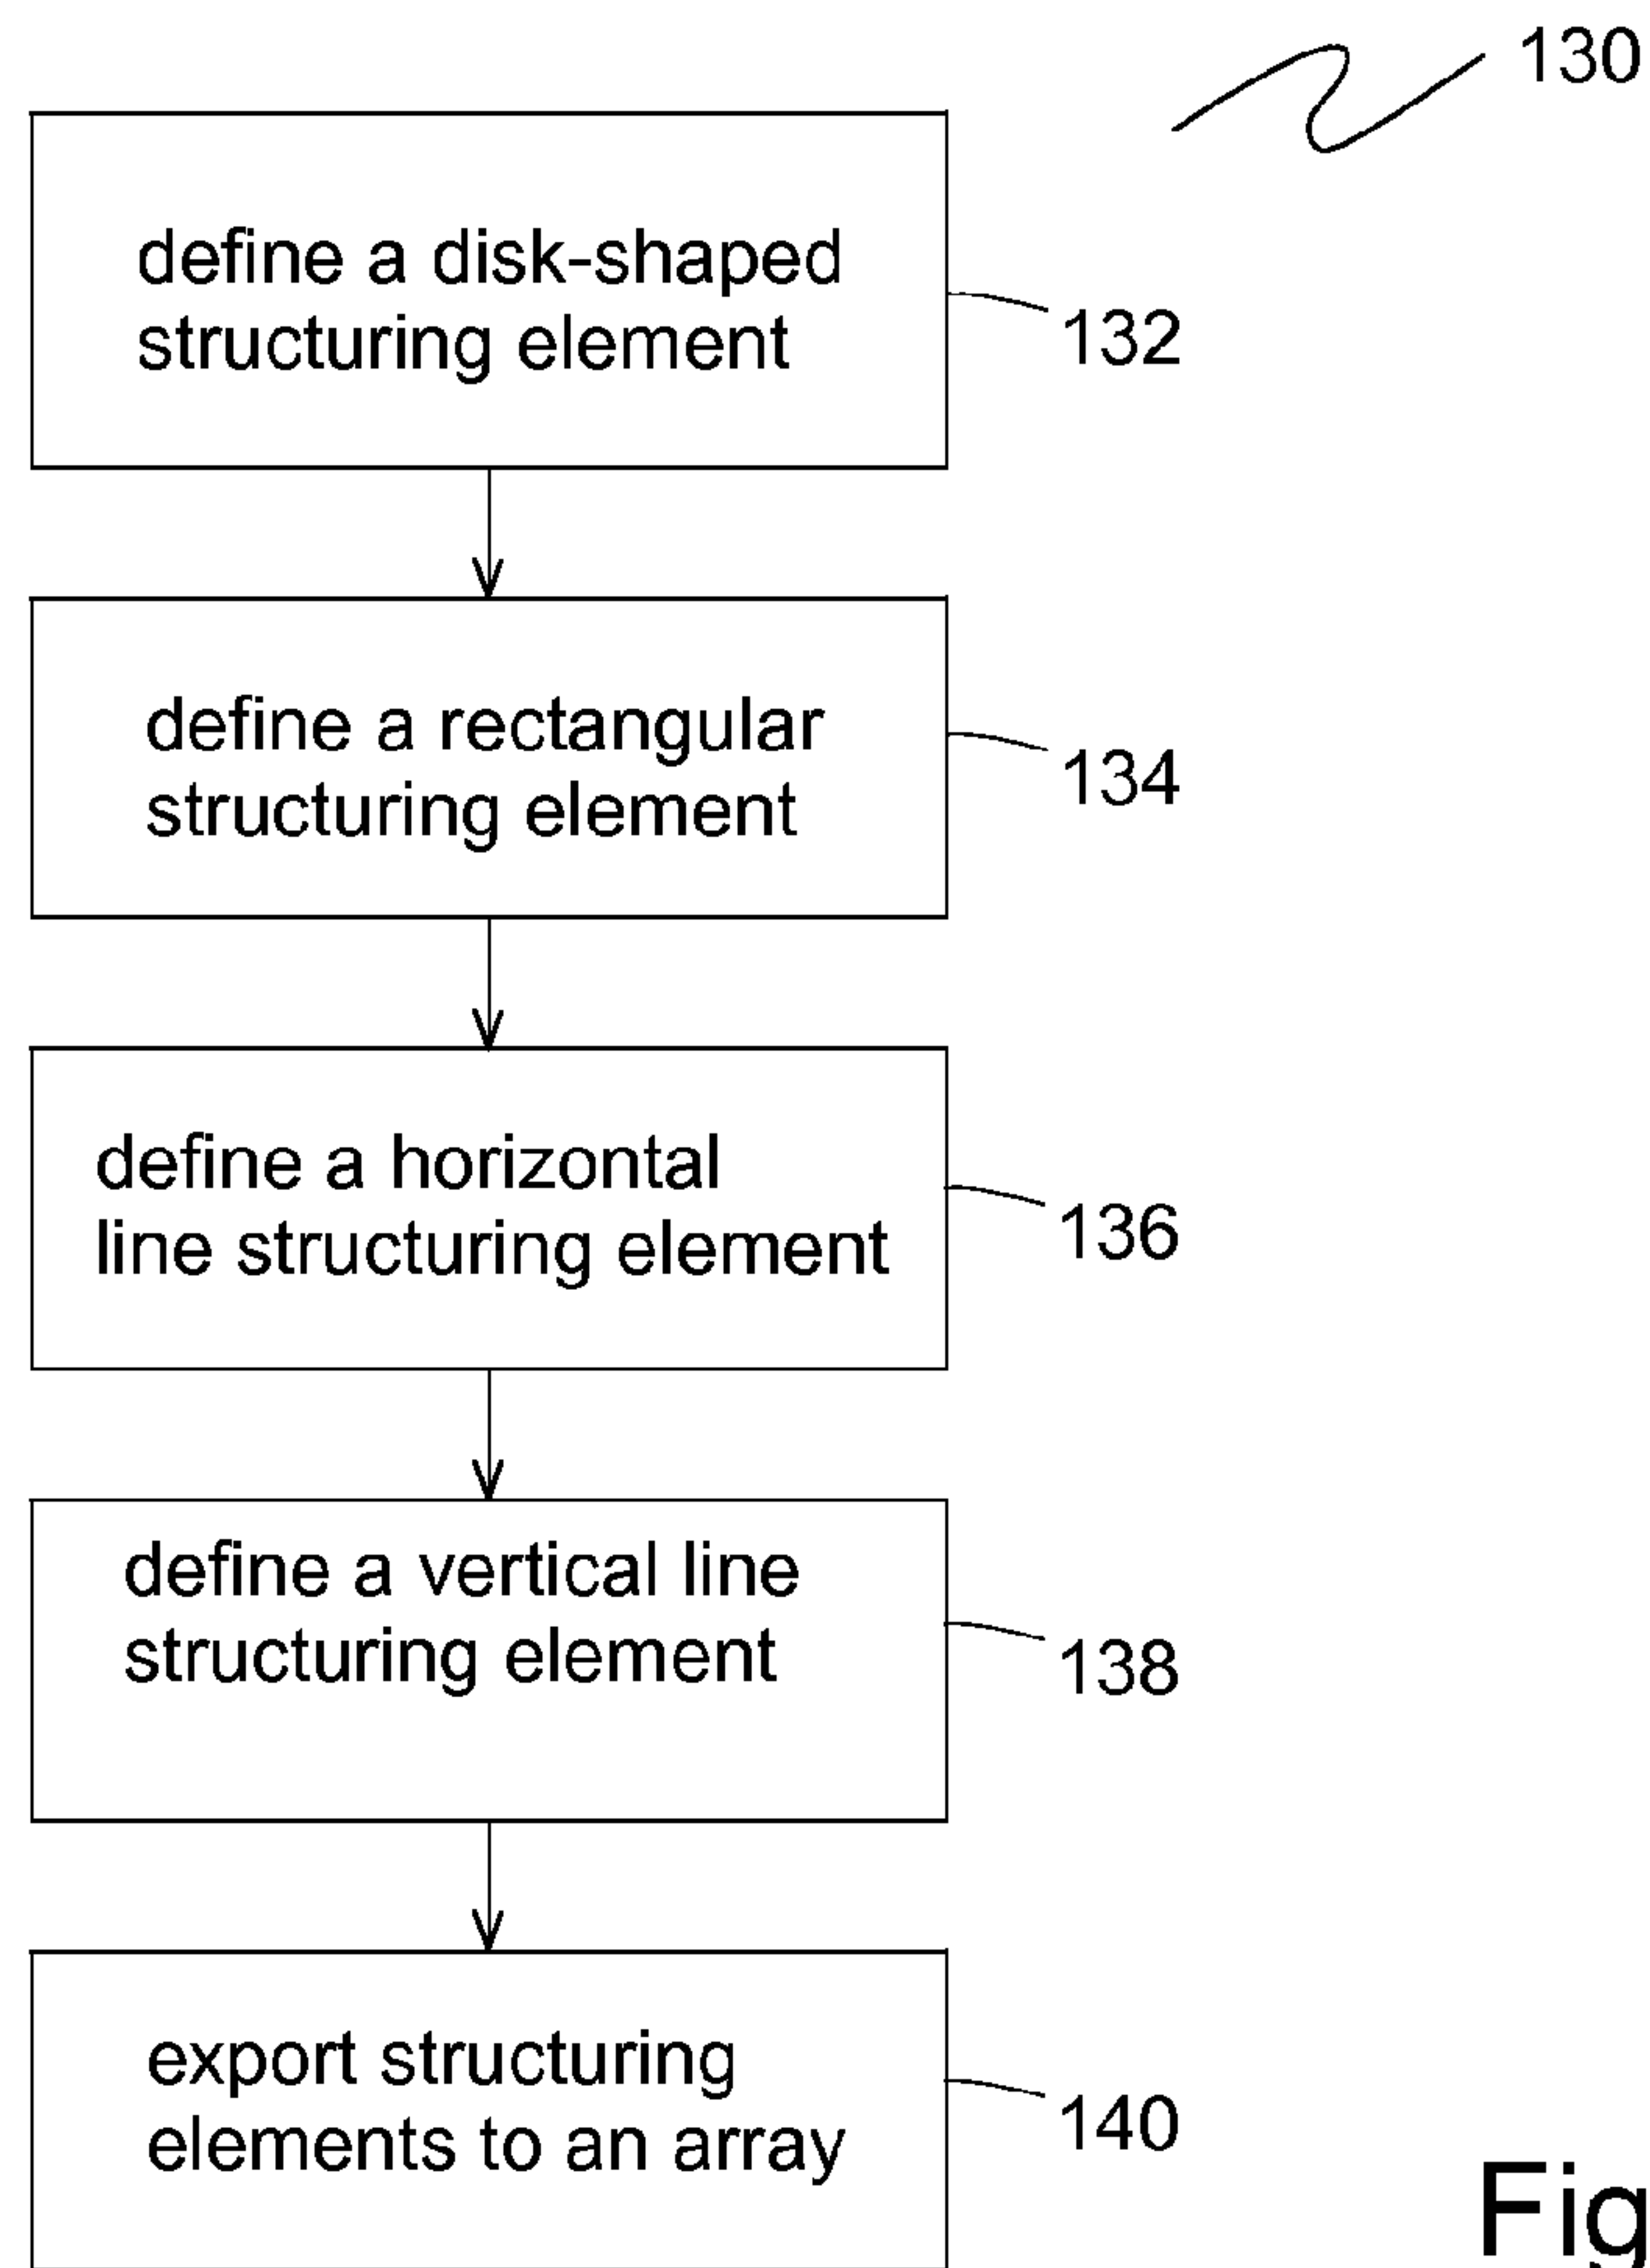 130
define a disk-shaped
structuring element
132
define a rectangular
structuring element
134
define a horizontal
line structuring element
136
define a vertical line
structuring element
138
export structuring
elements to an array
140
Fig